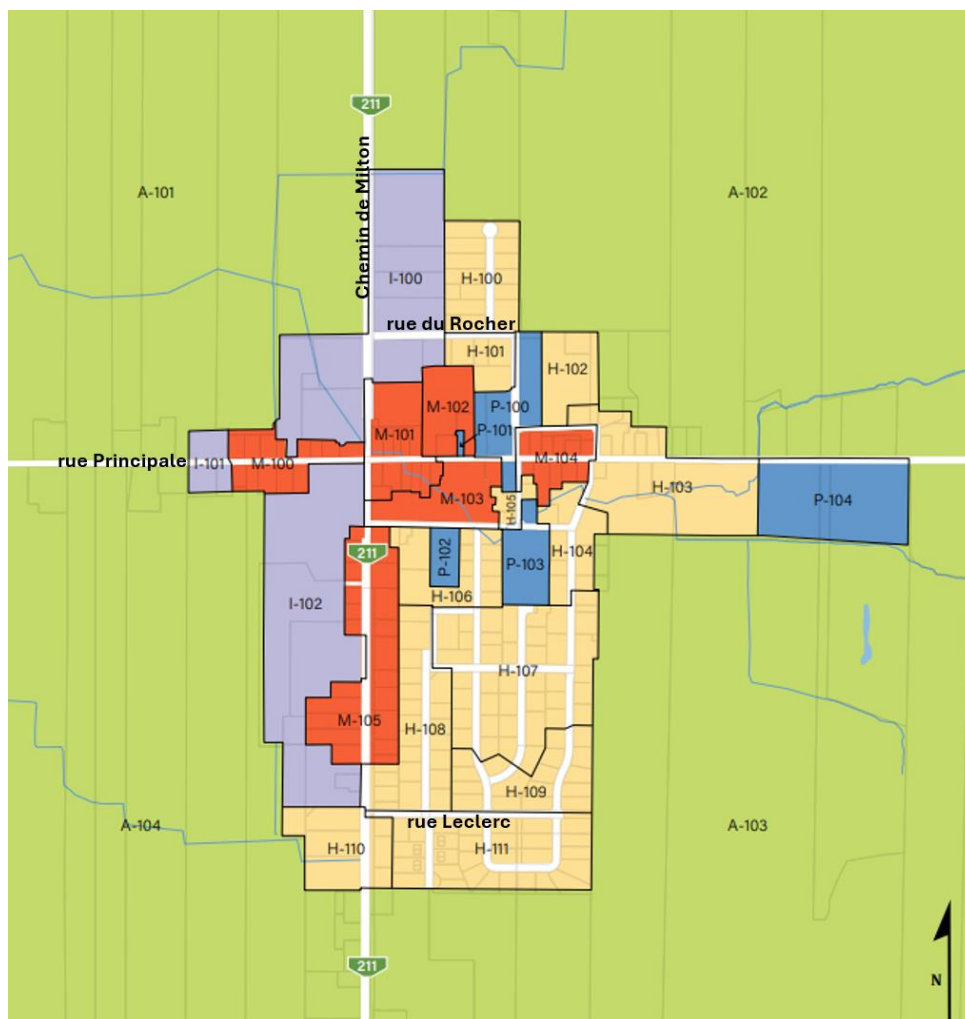 211
Chemin de Milton
A-101
A-102
I-100
H-100
rue du Rocher
H-101
H-102
M-102
P-100
M-101
P-101
M-104
rue Principale
I-101
M-100
H-103
M-103
P-104
H-105
211
P-102
P-103
H-104
H-106
I-102
H-107
M-105
H-108
H-109
rue Leclerc
A-104
A-103
H-110
H-111
211
N